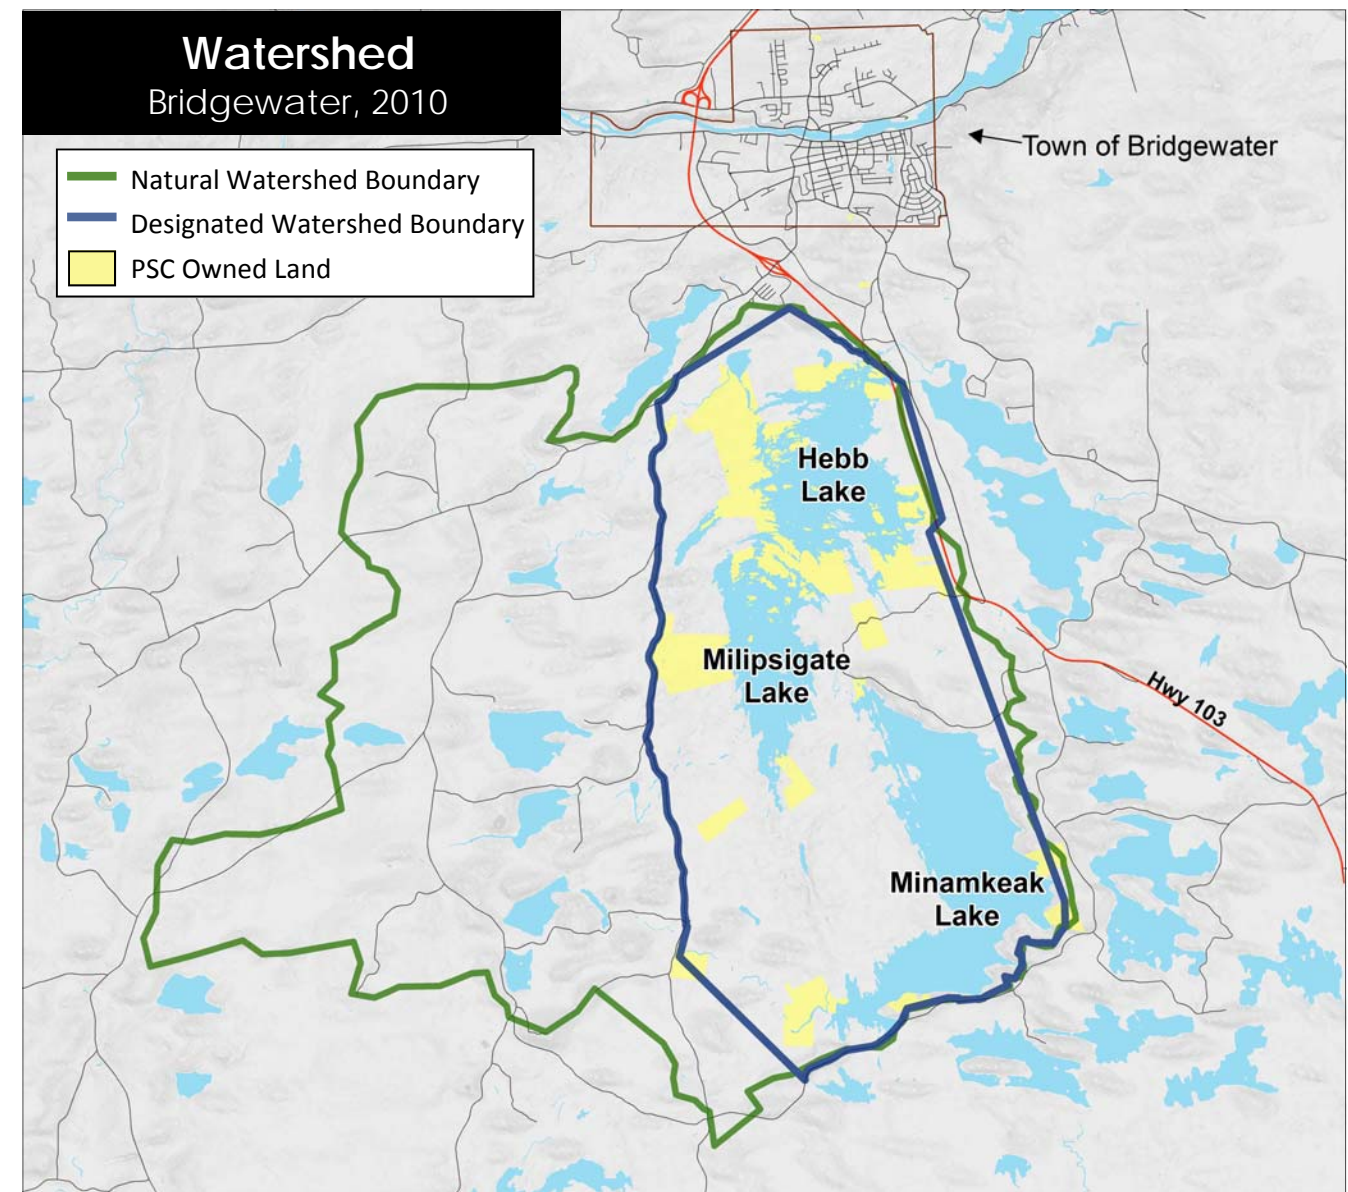 Watershed
Bridgewater, 2010
Natural Watershed Boundary
Designated Watershed Boundary
PSC Owned Land
Town of Bridgewater
Hebb
Lake
Milipsigate
Lake
Hwy 103
Minamkeak
Lake